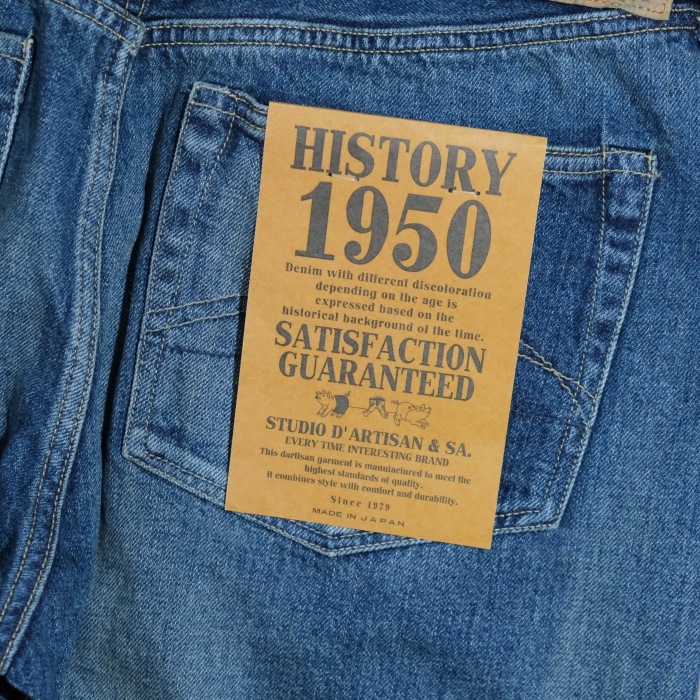 HISTORY
1950
Denim with different discoloration
depending on the age is
expressed based on the
historical background of the time.
SATISFACTION
GUARANTEED
STUDIO D'ARTISAN & SA.
EVERY TIME INTERESTING BRAND
This dartisan garment is manufactured to meet the
highest standards of quality.
it combines style with comfort and durability.
Since 1979
MADE IN JAPAN